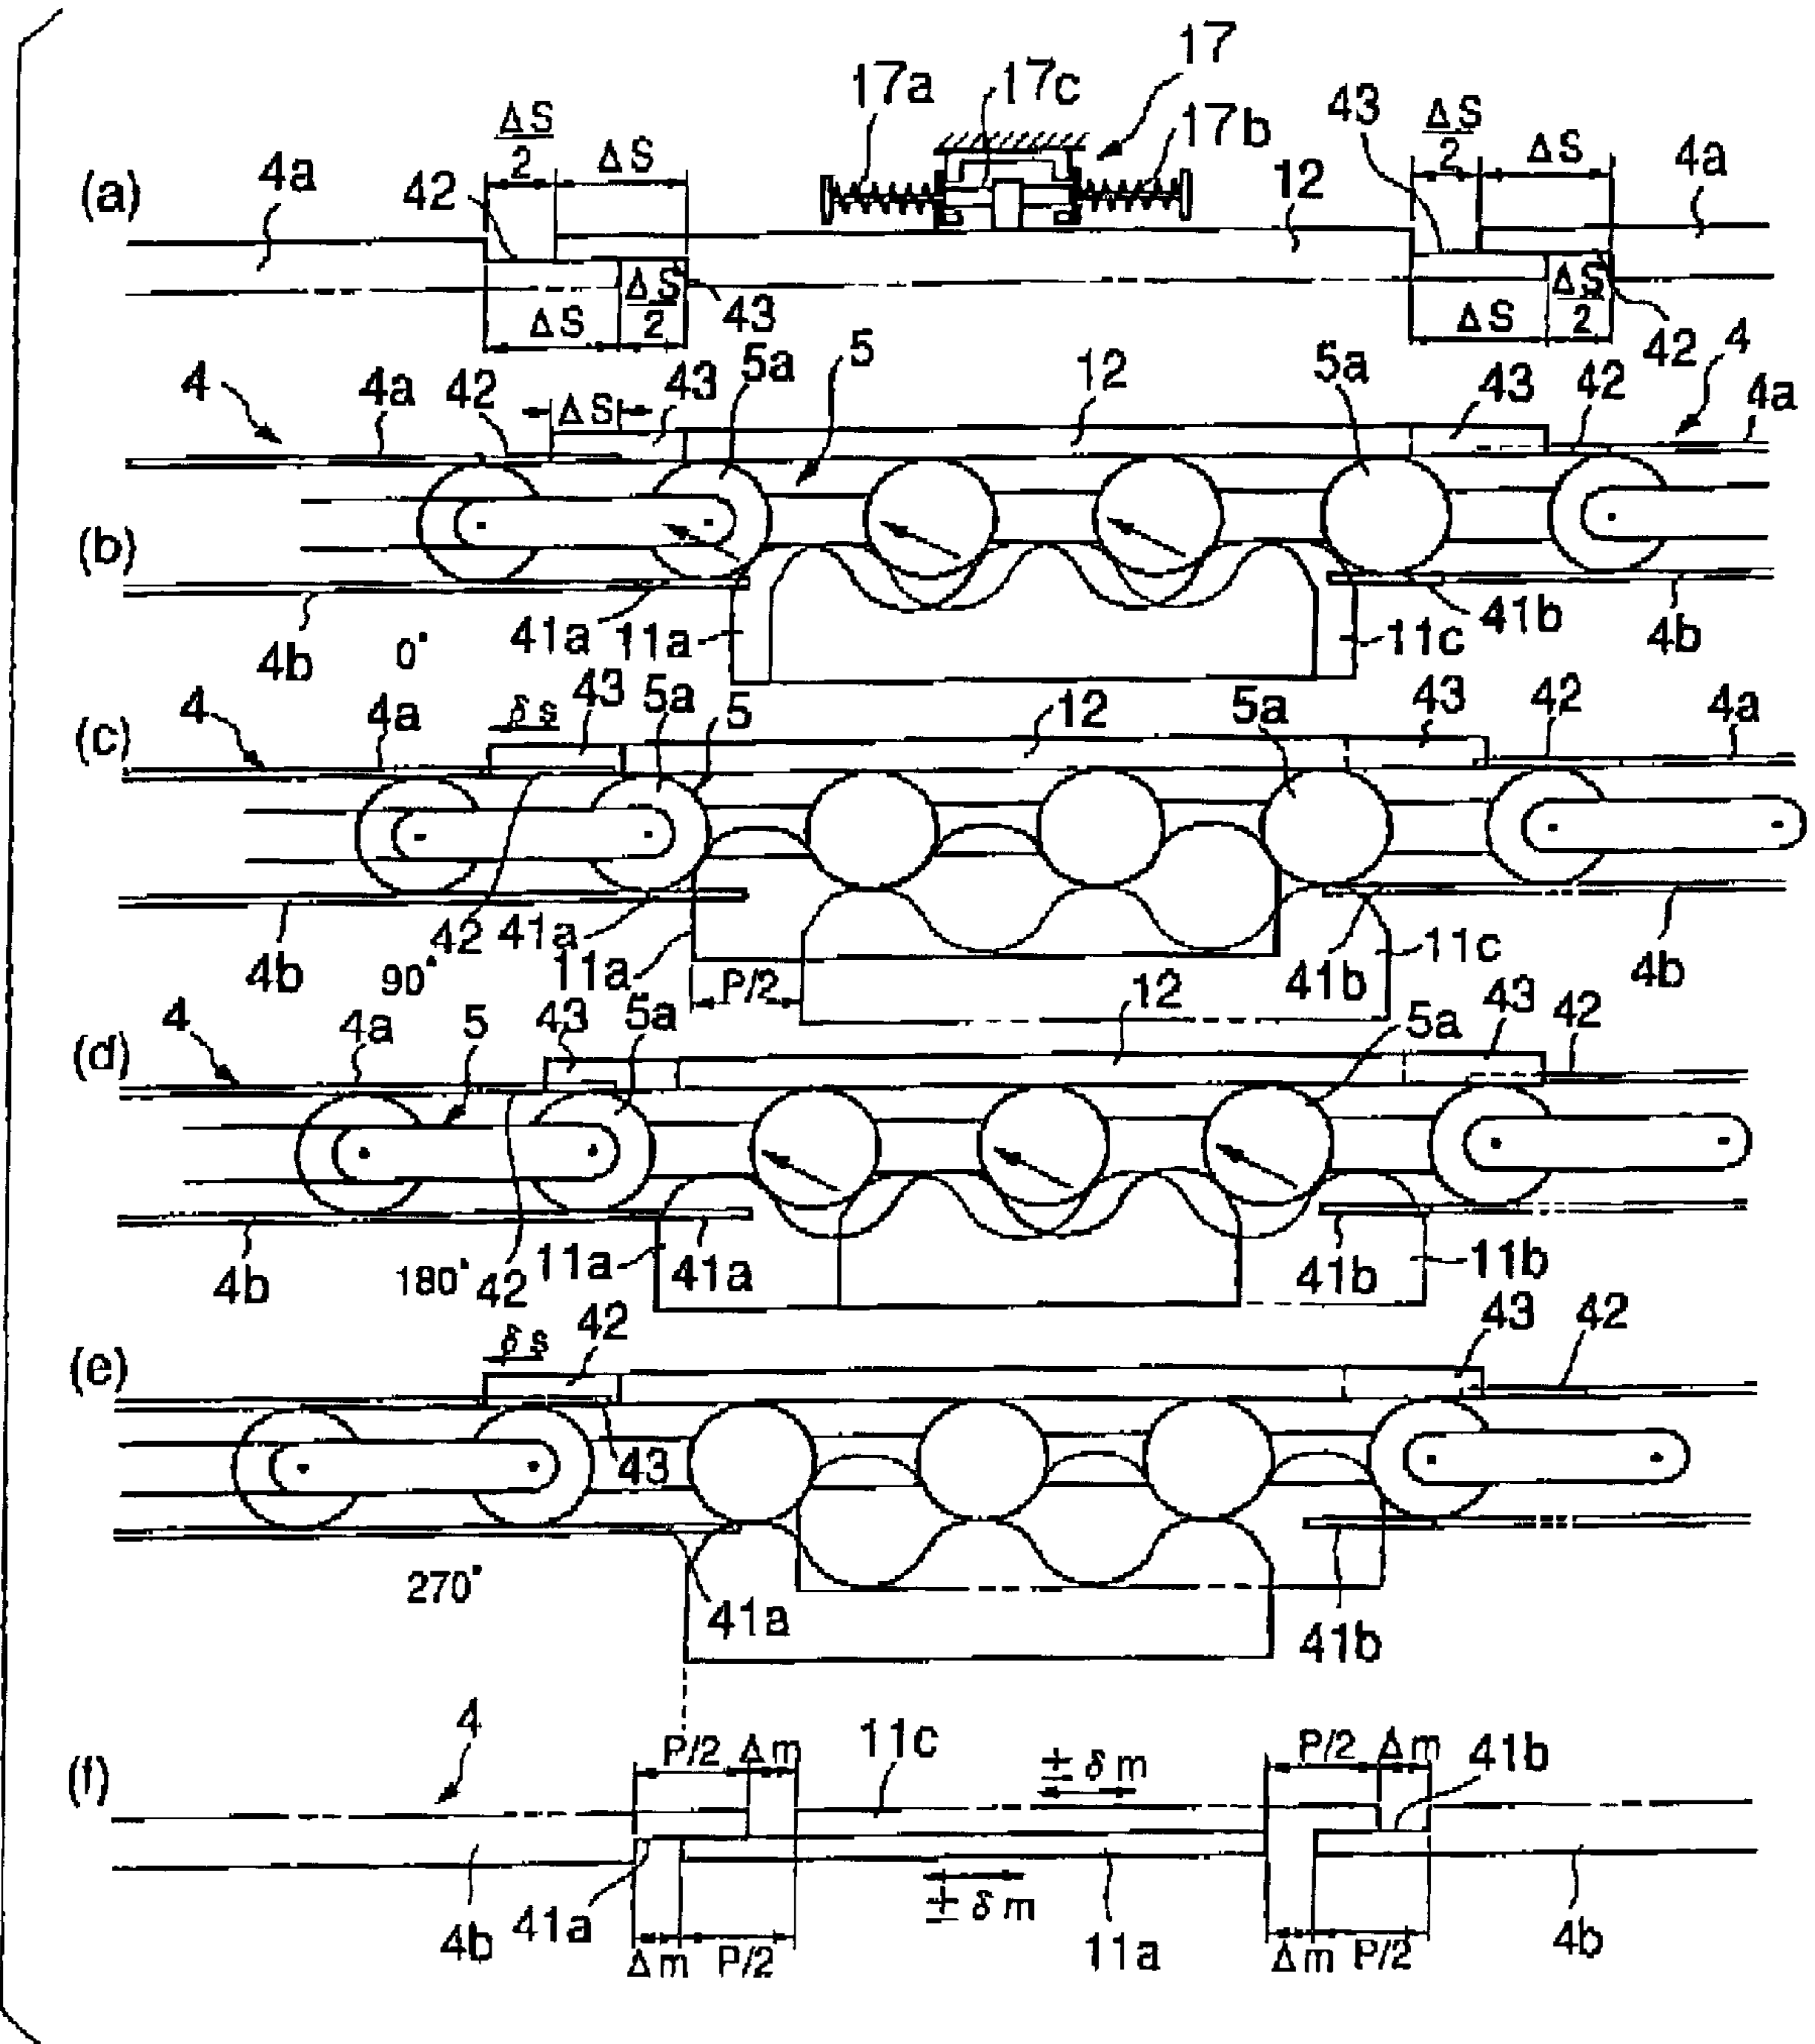 17
17a
17c
17b
43
ΔS/2
ΔS
ΔS/2
ΔS
(a)
4a
42
12
4a
43
ΔS
ΔS/2
ΔS
ΔS/2
42
4
4a
42
ΔS
43
5a
5
12
5a
43
42
4
4a
(b)
4b
0°
41a
11a
11c
41b
4b
(c)
4
4a
δs
43
5a
5
12
5a
43
42
4a
4b
90°
42
41a
11a
P/2
41b
11c
4b
(d)
4
4a
5
43
5a
12
5a
43
42
4b
180°
42
11a
41a
41b
11b
(e)
δs
42
43
42
43
270°
41a
41b
(f)
4
P/2
Δm
11c
±δm
P/2
Δm
41b
4b
41a
Δm
P/2
±δm
11a
Δm
P/2
4b